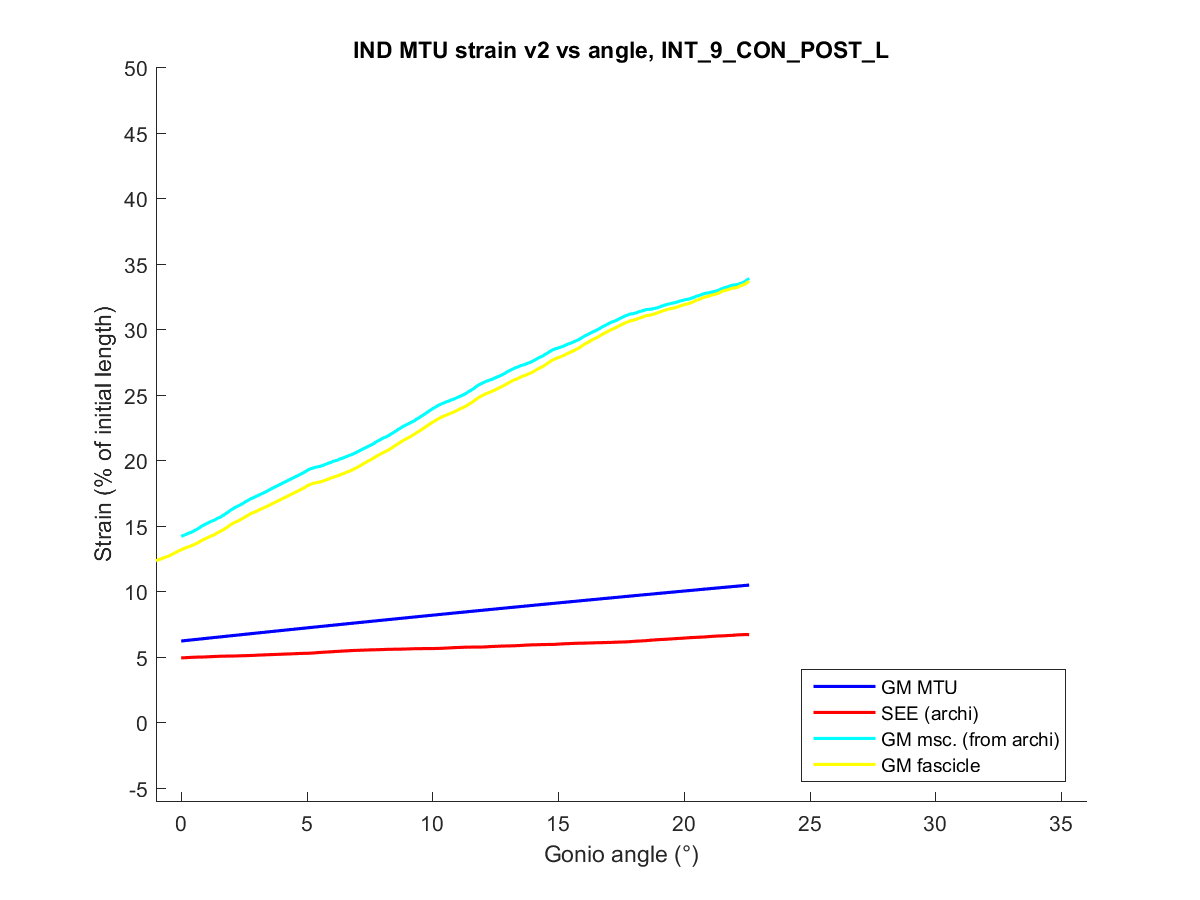 IND MTU strain v2 vs angle, INT_9_CON_POST_L
50
45
40
35
30
25
20
15
10
5
0
-5
Strain (% of initial length)
0 5 10 15 20 25 30 35
Gonio angle (°)
GM MTU
SEE (archi)
GM msc. (from archi)
GM fascicle